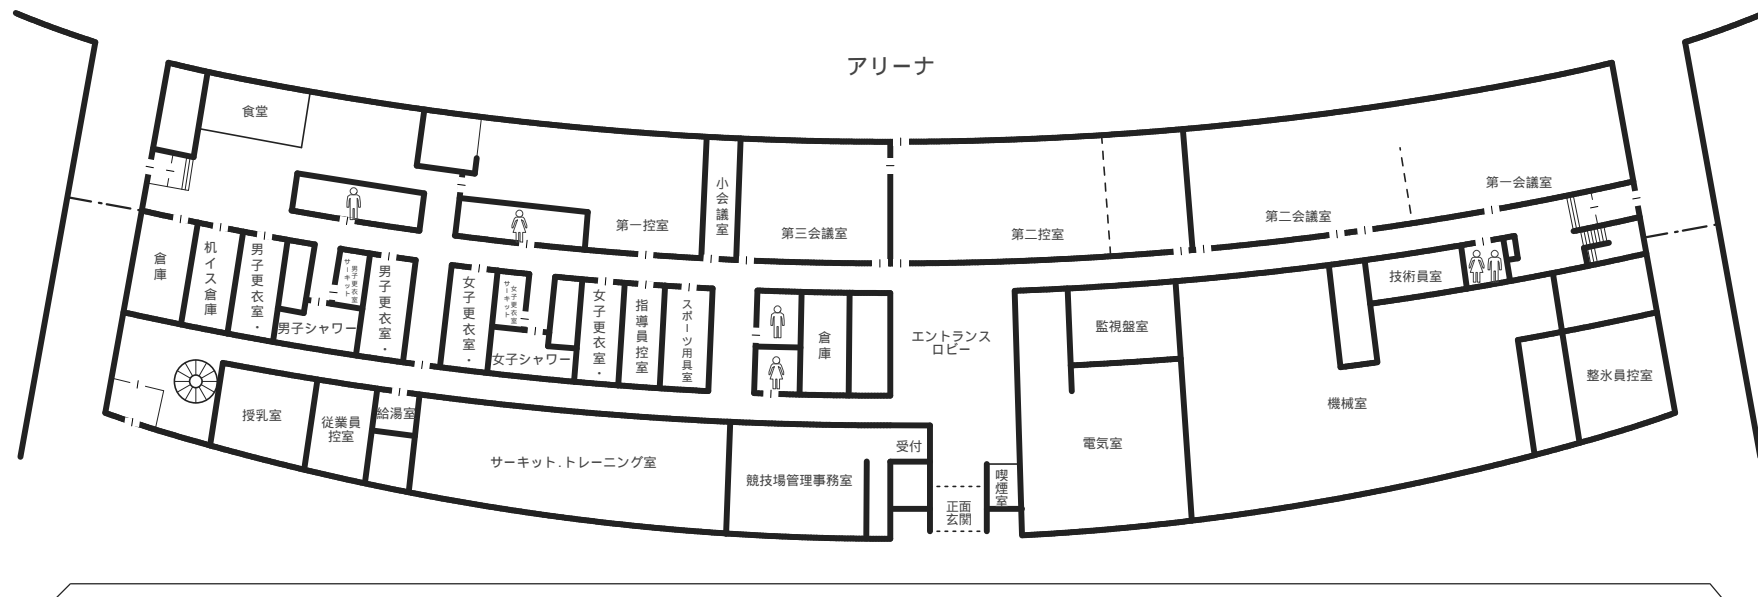 アリーナ
食堂
第一控室
小会議室
第三会議室
第二控室
第二会議室
第一会議室
倉庫
机イス倉庫
男子更衣室・
男子更衣室
サーキット
男子更衣室・
男子シャワー
女子更衣室・
女子更衣室
サーキット
女子シャワー
女子更衣室・
指導員控室
スポーツ用具室
倉庫
エントランス
ロビー
監視盤室
技術員室
機械室
整氷員控室
授乳室
従業員
控室
給湯室
サーキット.トレーニング室
競技場管理事務室
受付
正面
玄関
喫煙室
電気室